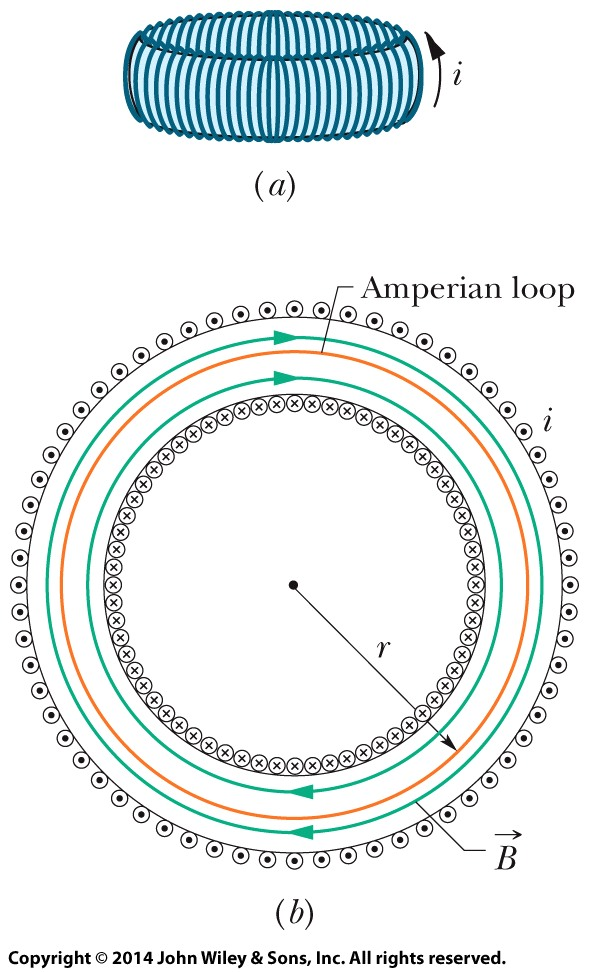 i
(a)
Amperian loop
i
r
B
(b)
Copyright © 2014 John Wiley & Sons, Inc. All rights reserved.